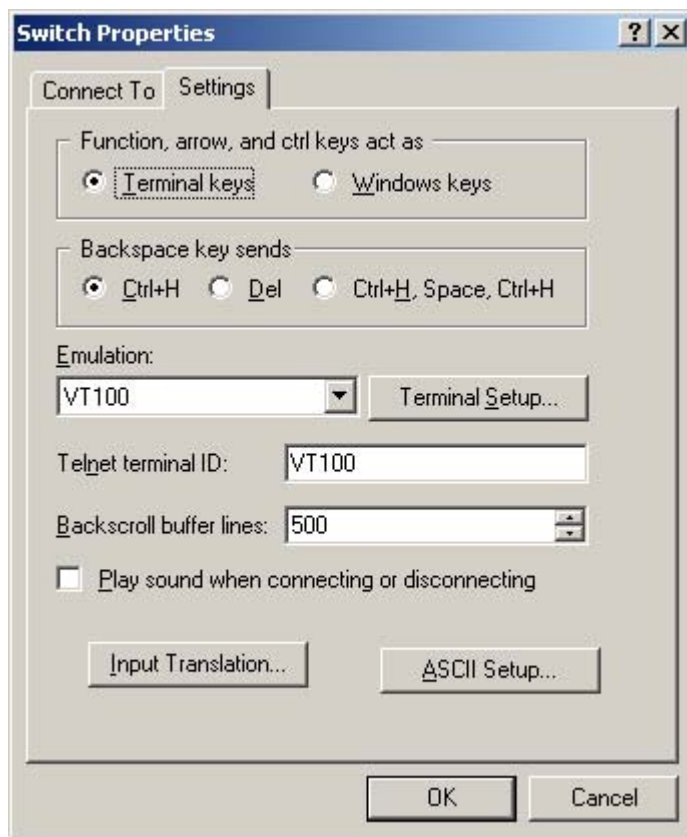 Switch Properties
Connect To Settings
Function, arrow, and ctrl keys act as
Terminal keys Windows keys
Backspace key sends
Ctrl+H Del Ctrl+H, Space, Ctrl+H
Emulation:
VT100 Terminal Setup...
Telnet terminal ID: VT100
Backscroll buffer lines: 500
Play sound when connecting or disconnecting
Input Translation... ASCII Setup...
OK Cancel